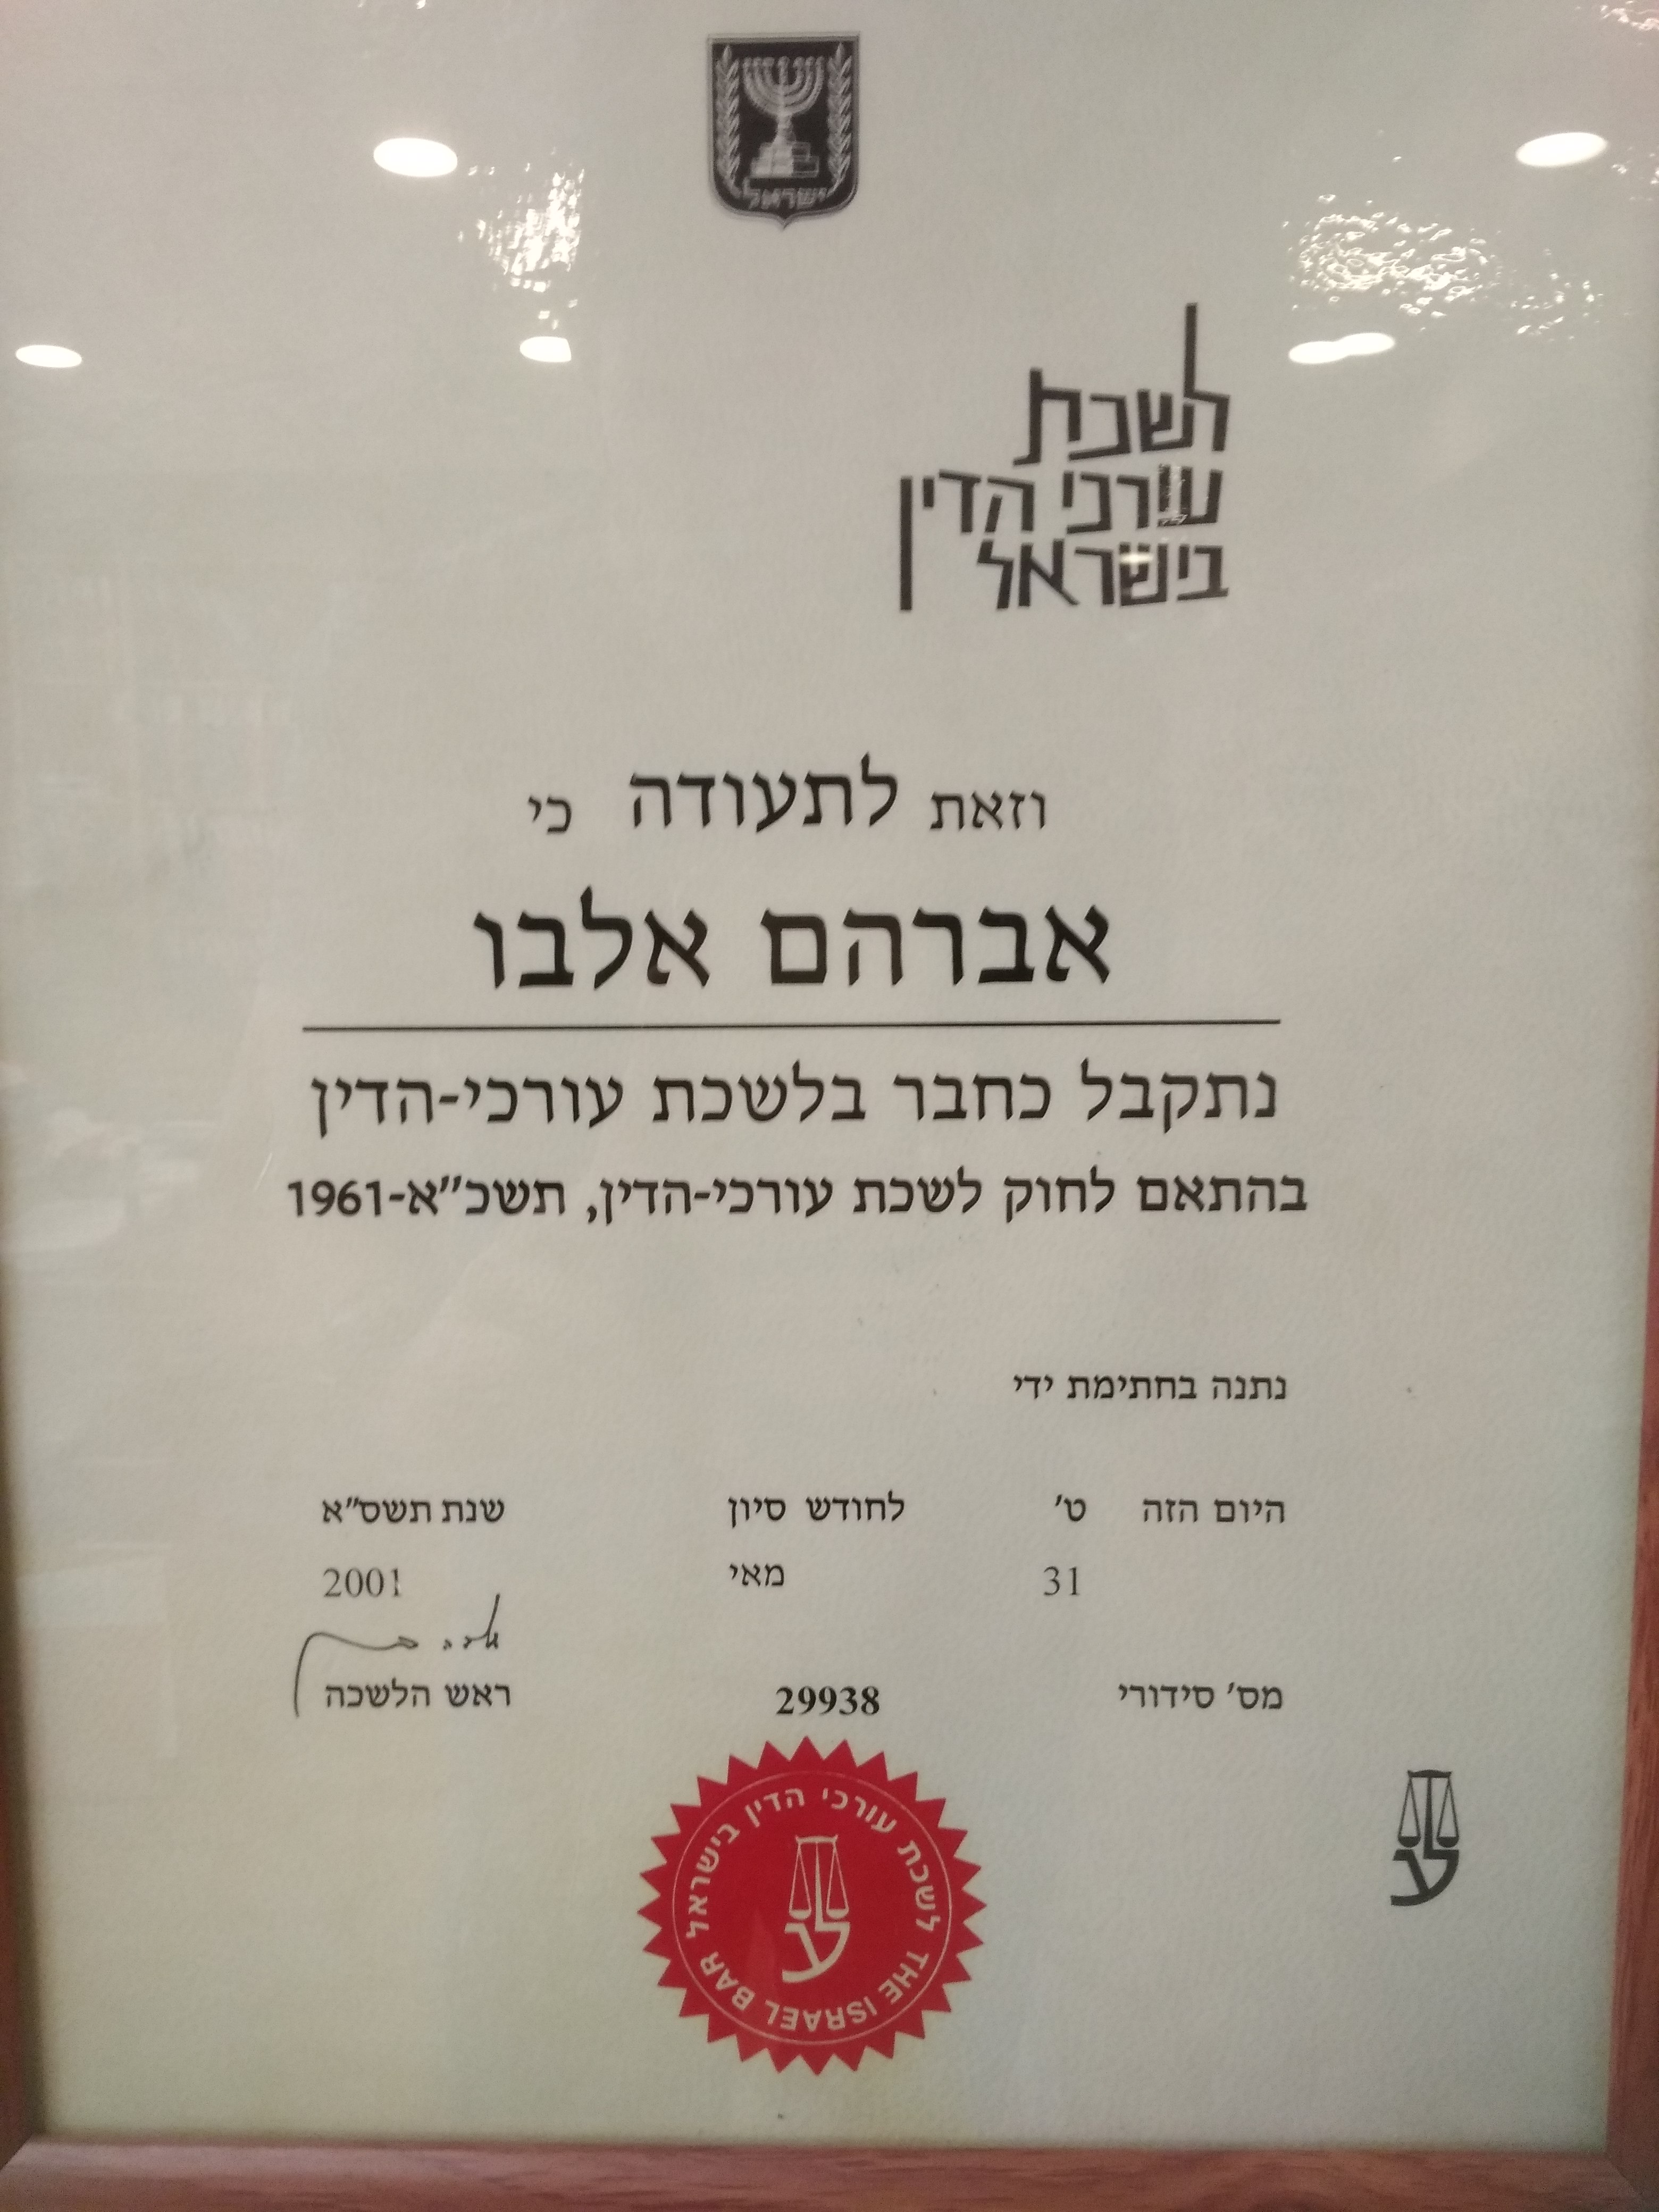 ישראל
לשכת
עורכי הדין
בישראל
וזאת לתעודה כי
אברהם אלבו
נתקבל כחבר בלשכת עורכי-הדין
בהתאם לחוק לשכת עורכי-הדין, תשכ"א-1961
נתנה בחתימת ידי
היום הזה ט' לחודש סיון שנת תשס"א
31 מאי 2001
מס' סידורי 29938 ראש הלשכה
לשכת עורכי הדין בישראל
THE ISRAEL BAR